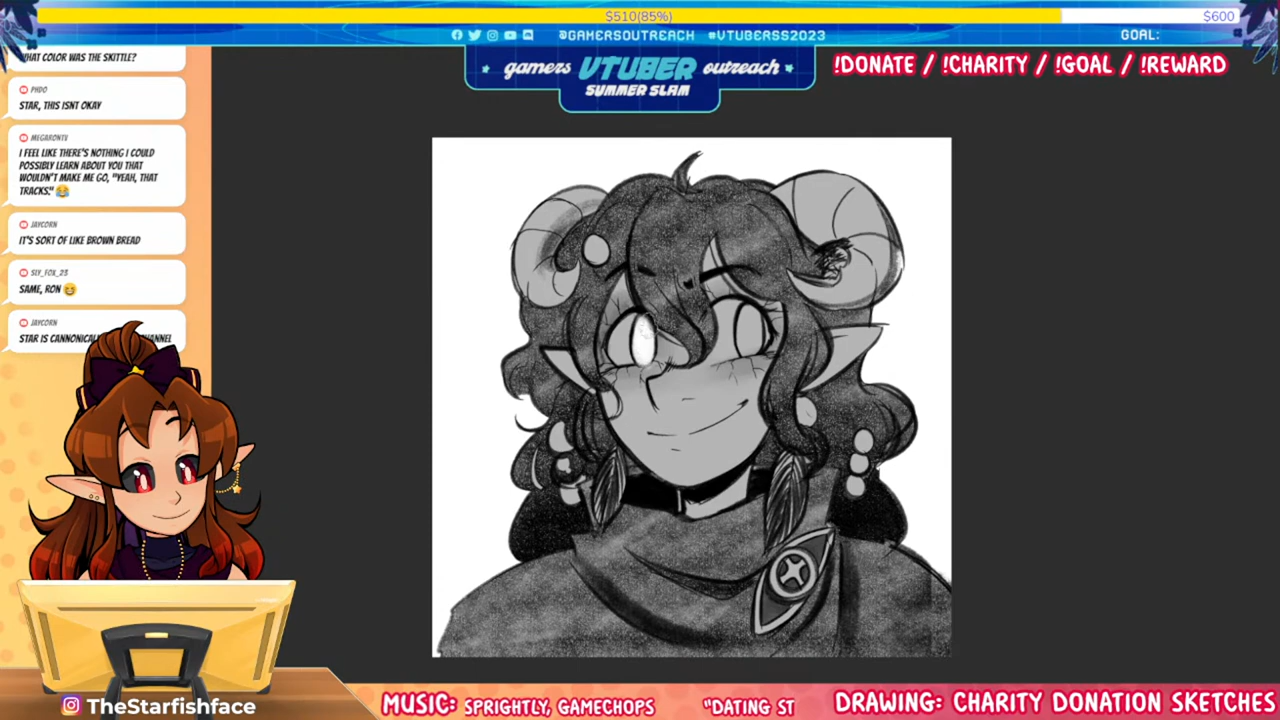 $510(85%)
$600
@GAMERSOUTREACH #VTUBERSS2023
GOAL:
gamers VTUBER outreach
SUMMER SLAM
!DONATE / !CHARITY / !GOAL / !REWARD
WHAT COLOR WAS THE SKITTLE?
PHDO
STAR, THIS ISNT OKAY
MEGARONTV
I FEEL LIKE THERE'S NOTHING I COULD
POSSIBLY LEARN ABOUT YOU THAT
WOULDN'T MAKE ME GO, "YEAH, THAT
TRACKS." 😂
JAYCORN
IT'S SORT OF LIKE BROWN BREAD
SLY_FOX_23
SAME, RON 😄
JAYCORN
STAR IS CANNONICAL
TheStarfishface
MUSIC: SPRIGHTLY, GAMECHOPS "DATING ST
DRAWING: CHARITY DONATION SKETCHES